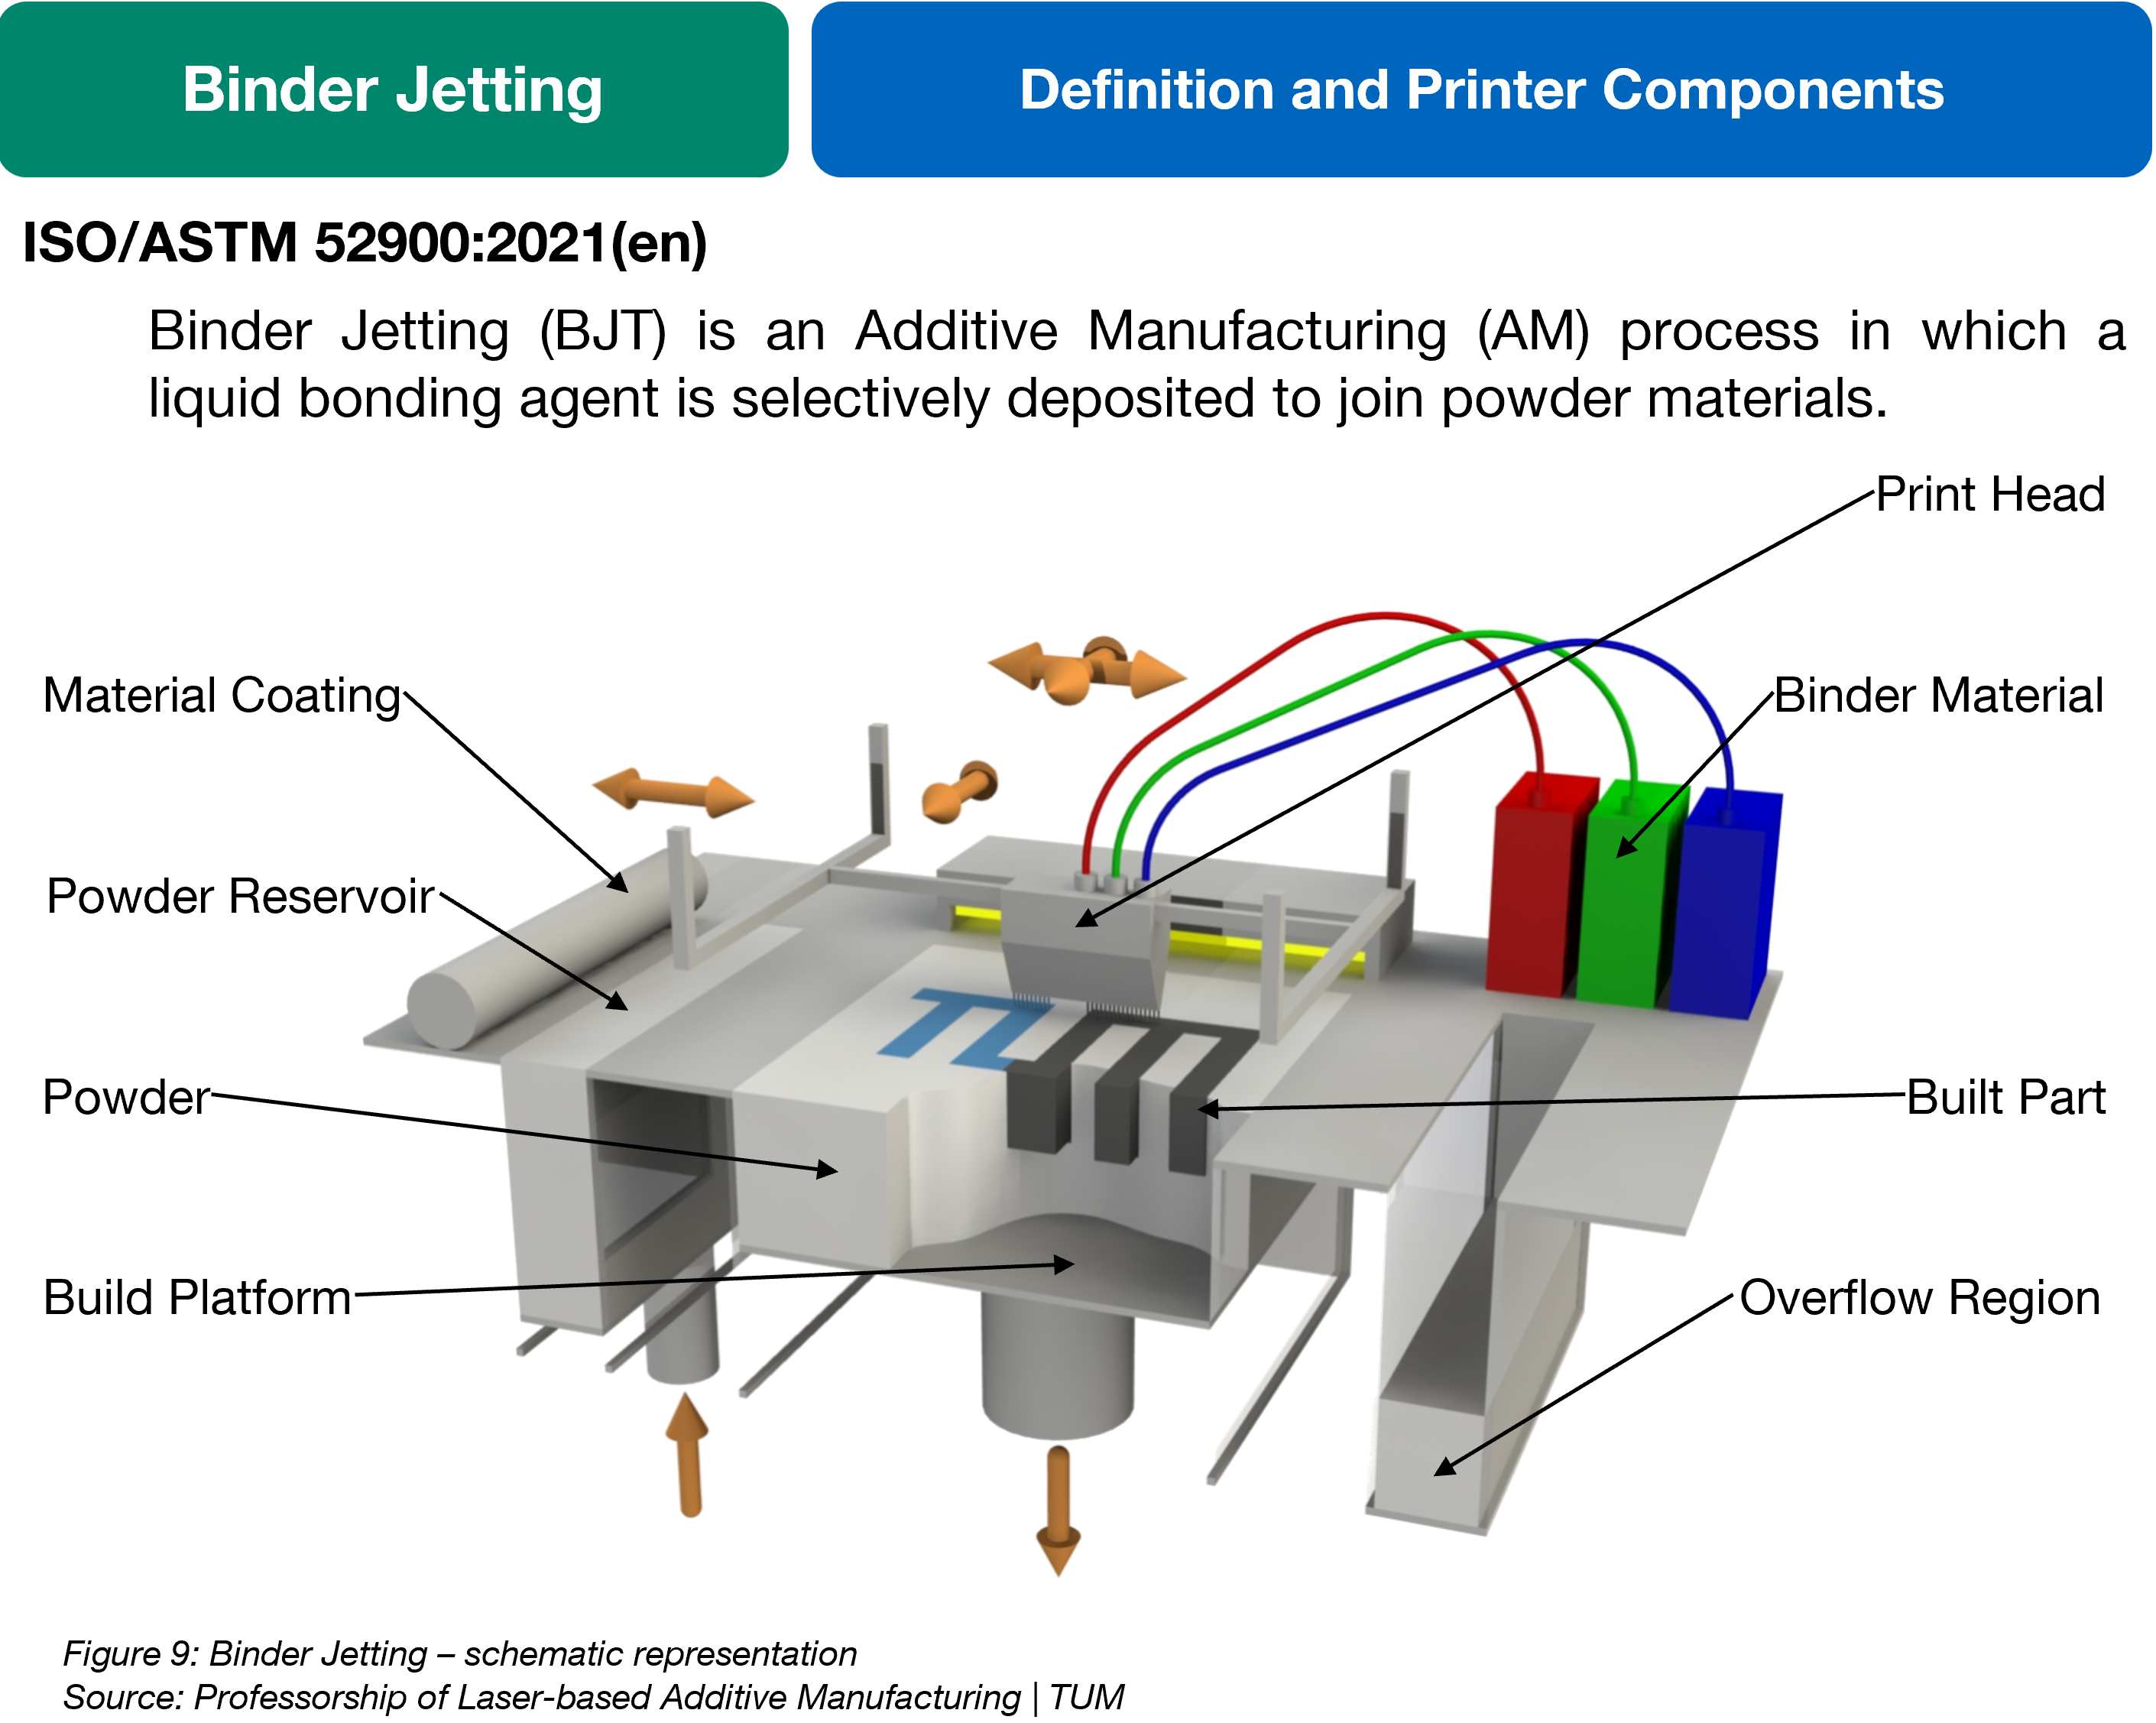 Binder Jetting
Definition and Printer Components
ISO/ASTM 52900:2021(en)
Binder Jetting (BJT) is an Additive Manufacturing (AM) process in which a
liquid bonding agent is selectively deposited to join powder materials.
Print Head
Material Coating
Binder Material
Powder Reservoir
Powder
Built Part
Build Platform
Overflow Region
Figure 9: Binder Jetting – schematic representation
Source: Professorship of Laser-based Additive Manufacturing | TUM